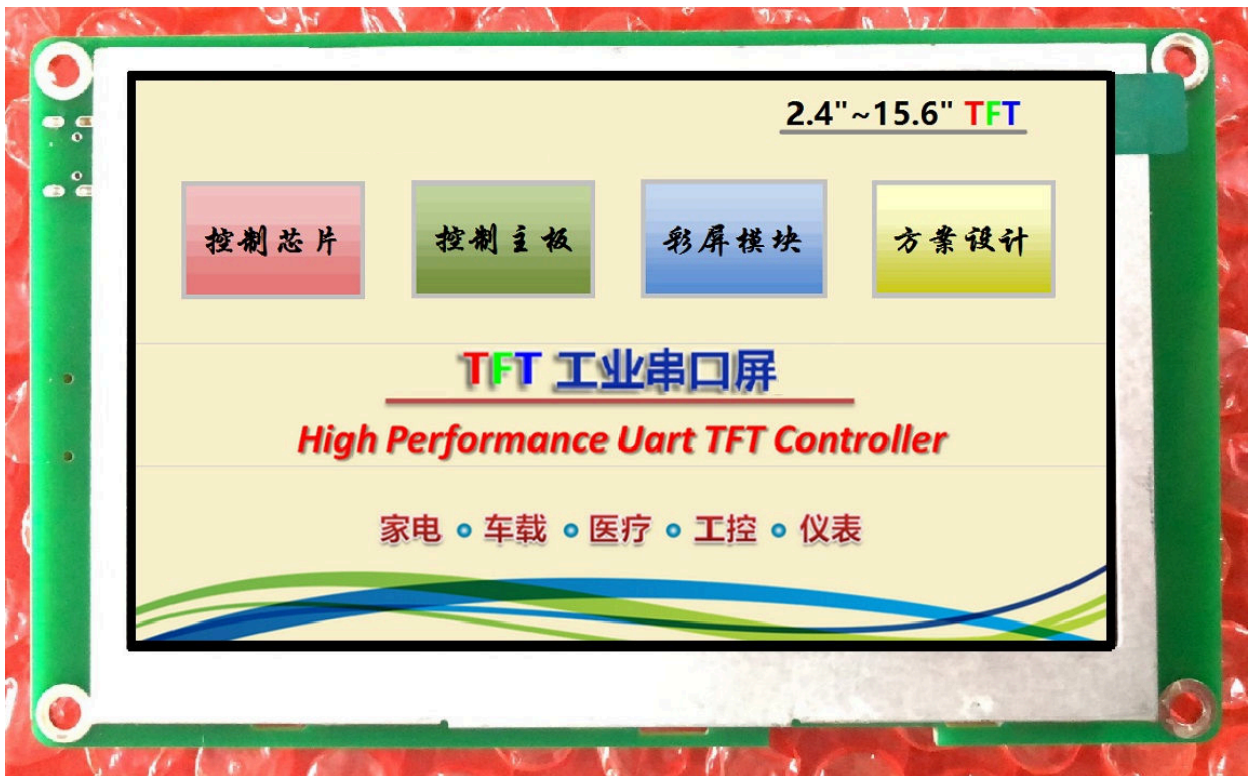 2.4"~15.6" TFT
控制芯片 控制主板 彩屏模块 方案设计
TFT 工业串口屏
High Performance Uart TFT Controller
家电 • 车载 • 医疗 • 工控 • 仪表